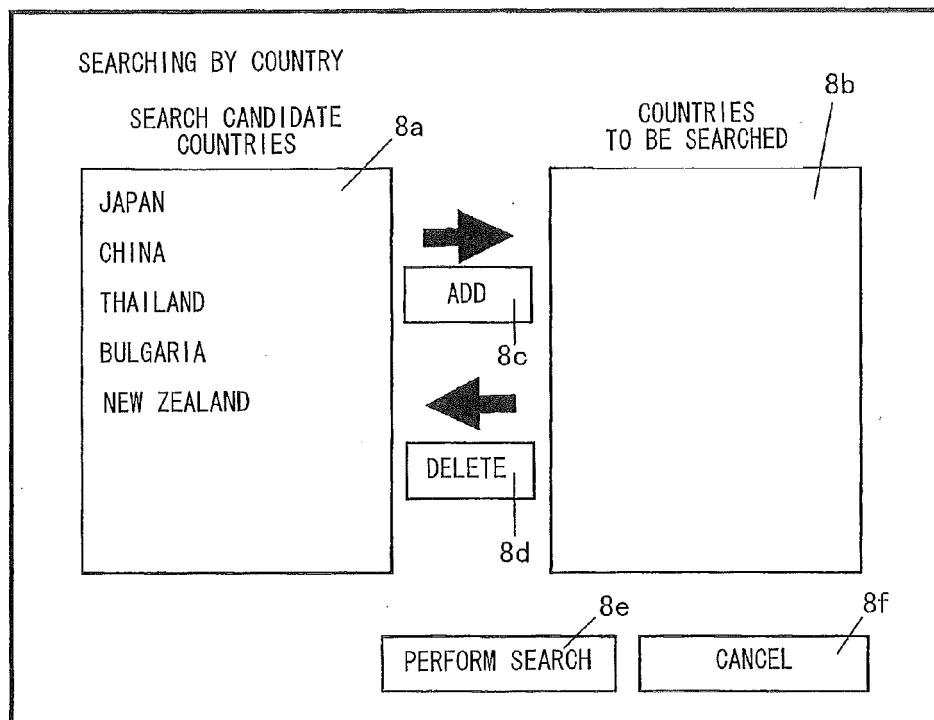 SEARCHING BY COUNTRY
SEARCH CANDIDATE
COUNTRIES
8a
JAPAN
CHINA
THAILAND
BULGARIA
NEW ZEALAND
ADD
8c
DELETE
8d
COUNTRIES
TO BE SEARCHED
8b
8e
PERFORM SEARCH
8f
CANCEL